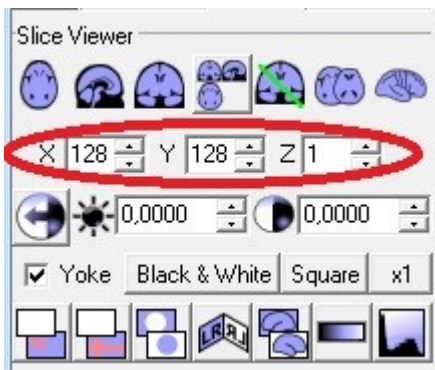 Slice Viewer
X 128 Y 128 Z 1
0,0000 0,0000
Yoke Black & White Square x1